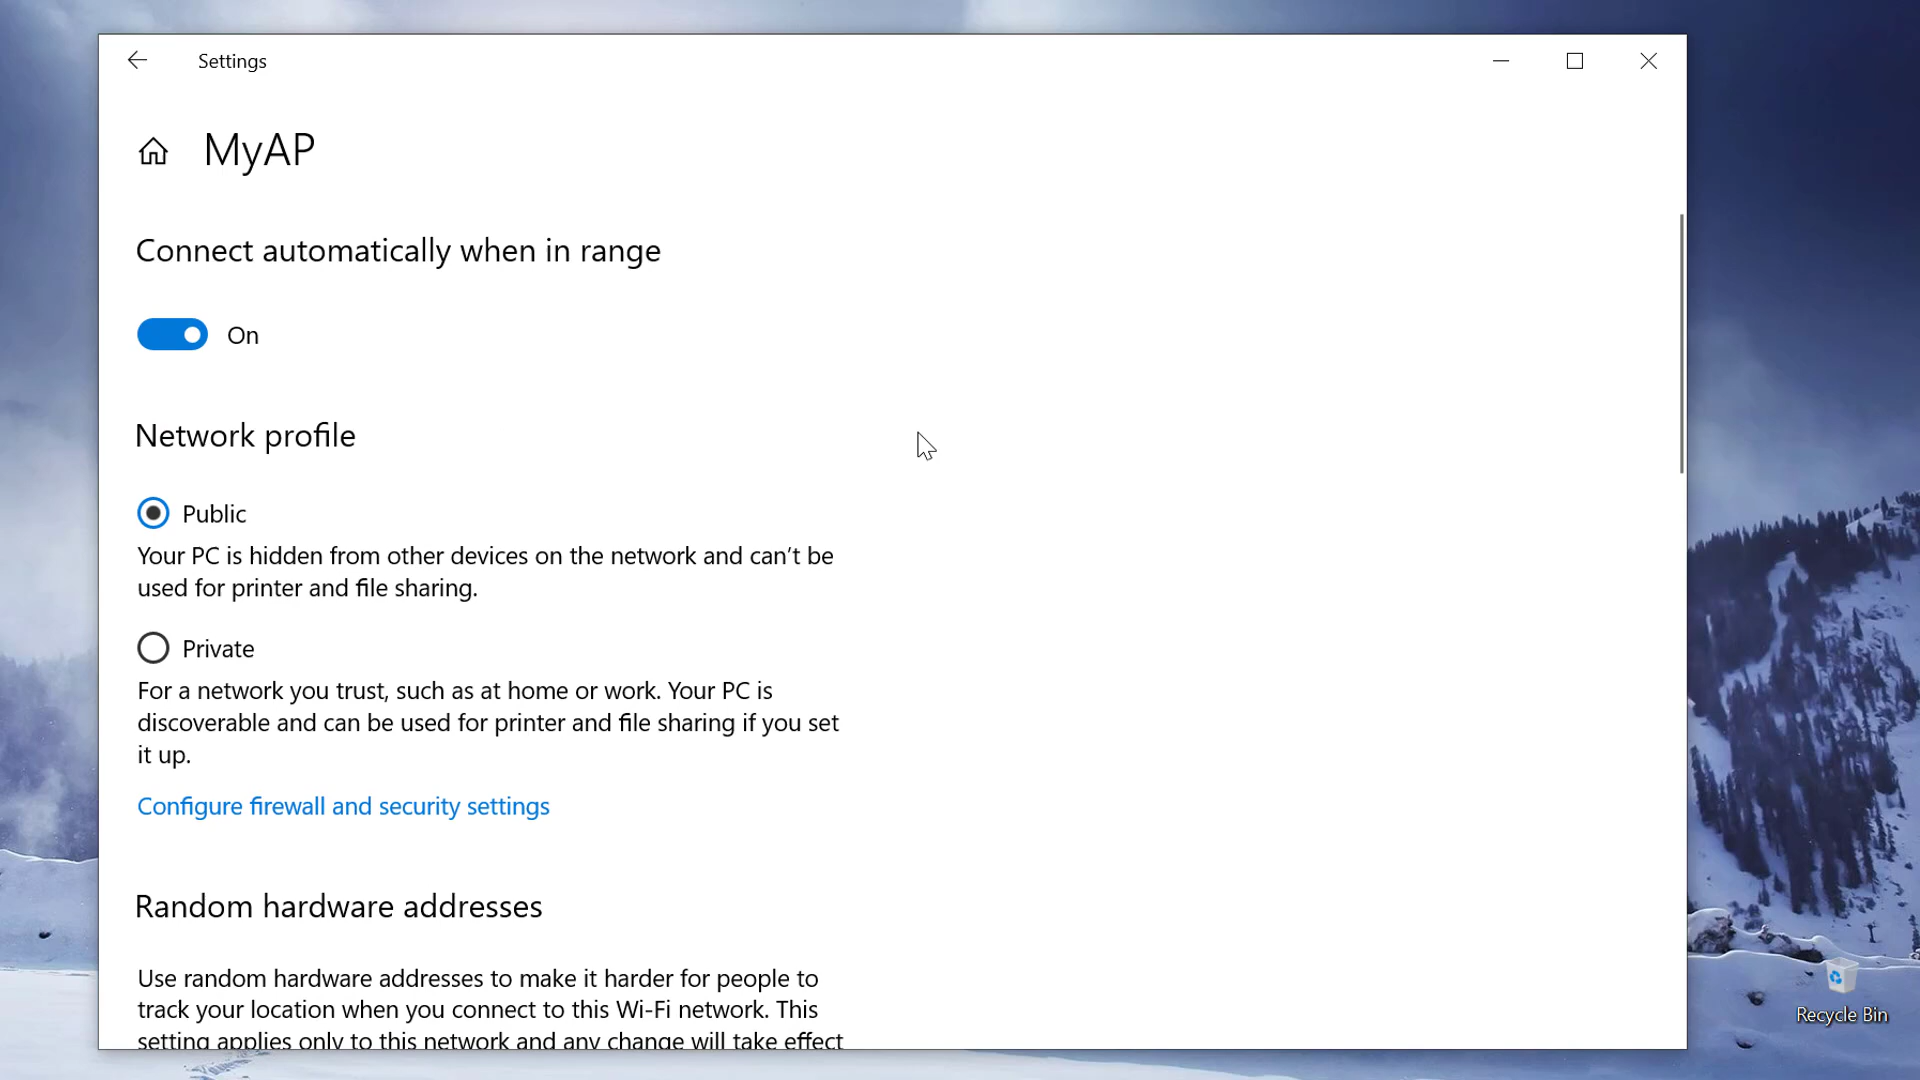 Settings
MyAP
Connect automatically when in range
On
Network profile
Public
Your PC is hidden from other devices on the network and can’t be
used for printer and file sharing.
Private
For a network you trust, such as at home or work. Your PC is
discoverable and can be used for printer and file sharing if you set
it up.
Configure firewall and security settings
Random hardware addresses
Use random hardware addresses to make it harder for people to
track your location when you connect to this Wi-Fi network. This
setting applies only to this network and any change will take effect
Recycle Bin